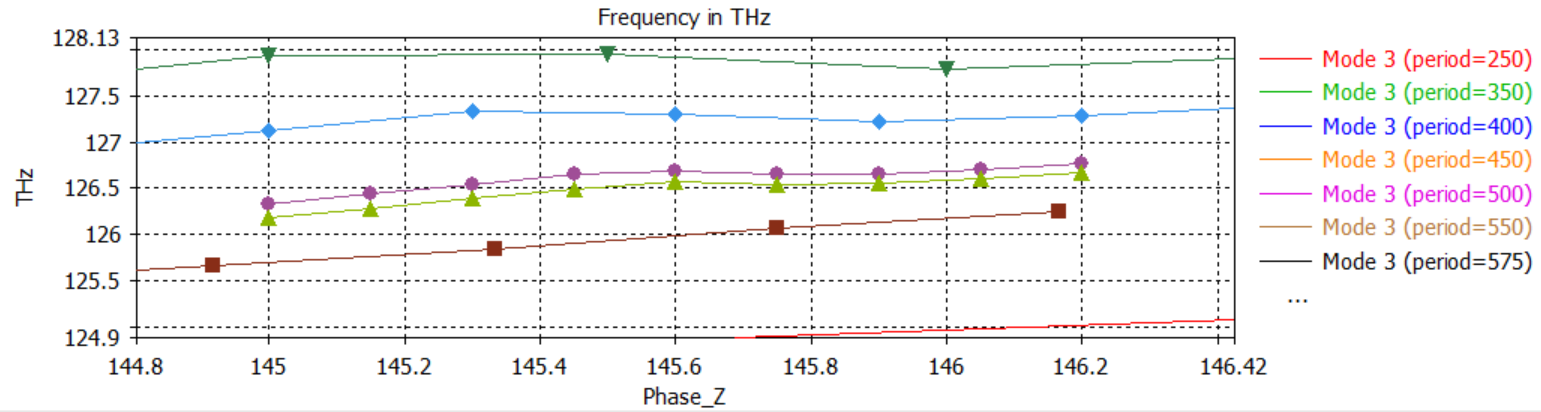 Frequency in THz
128.13
127.5
127
126.5
126
125.5
124.9
THz
144.8 145 145.2 145.4 145.6 145.8 146 146.2 146.42
Phase_Z
Mode 3 (period=250)
Mode 3 (period=350)
Mode 3 (period=400)
Mode 3 (period=450)
Mode 3 (period=500)
Mode 3 (period=550)
Mode 3 (period=575)
...